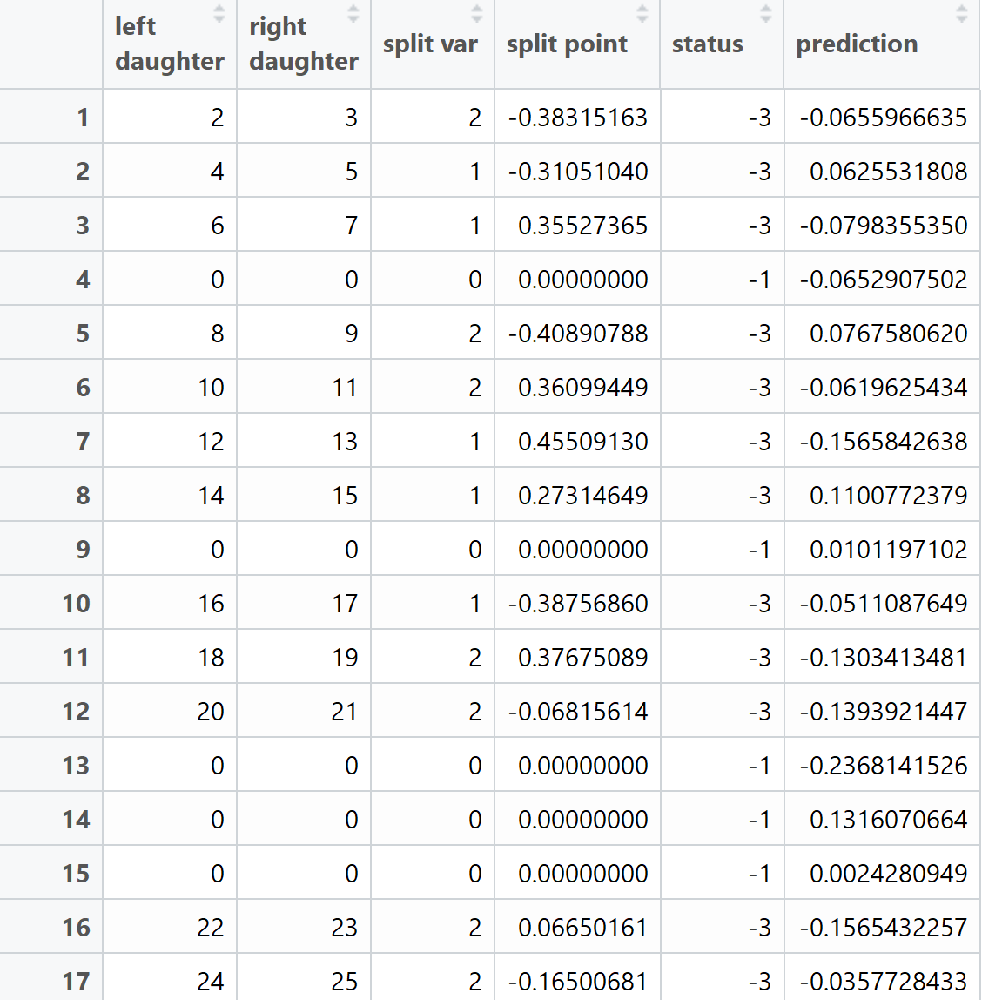 left daughter right daughter split var split point status prediction
1 2 3 2 -0.38315163 -3 -0.0655966635
2 4 5 1 -0.31051040 -3 0.0625531808
3 6 7 1 0.35527365 -3 -0.0798355350
4 0 0 0 0.00000000 -1 -0.0652907502
5 8 9 2 -0.40890788 -3 0.0767580620
6 10 11 2 0.36099449 -3 -0.0619625434
7 12 13 1 0.45509130 -3 -0.1565842638
8 14 15 1 0.27314649 -3 0.1100772379
9 0 0 0 0.00000000 -1 0.0101197102
10 16 17 1 -0.38756860 -3 -0.0511087649
11 18 19 2 0.37675089 -3 -0.1303413481
12 20 21 2 -0.06815614 -3 -0.1393921447
13 0 0 0 0.00000000 -1 -0.2368141526
14 0 0 0 0.00000000 -1 0.1316070664
15 0 0 0 0.00000000 -1 0.0024280949
16 22 23 2 0.06650161 -3 -0.1565432257
17 24 25 2 -0.16500681 -3 -0.0357728433